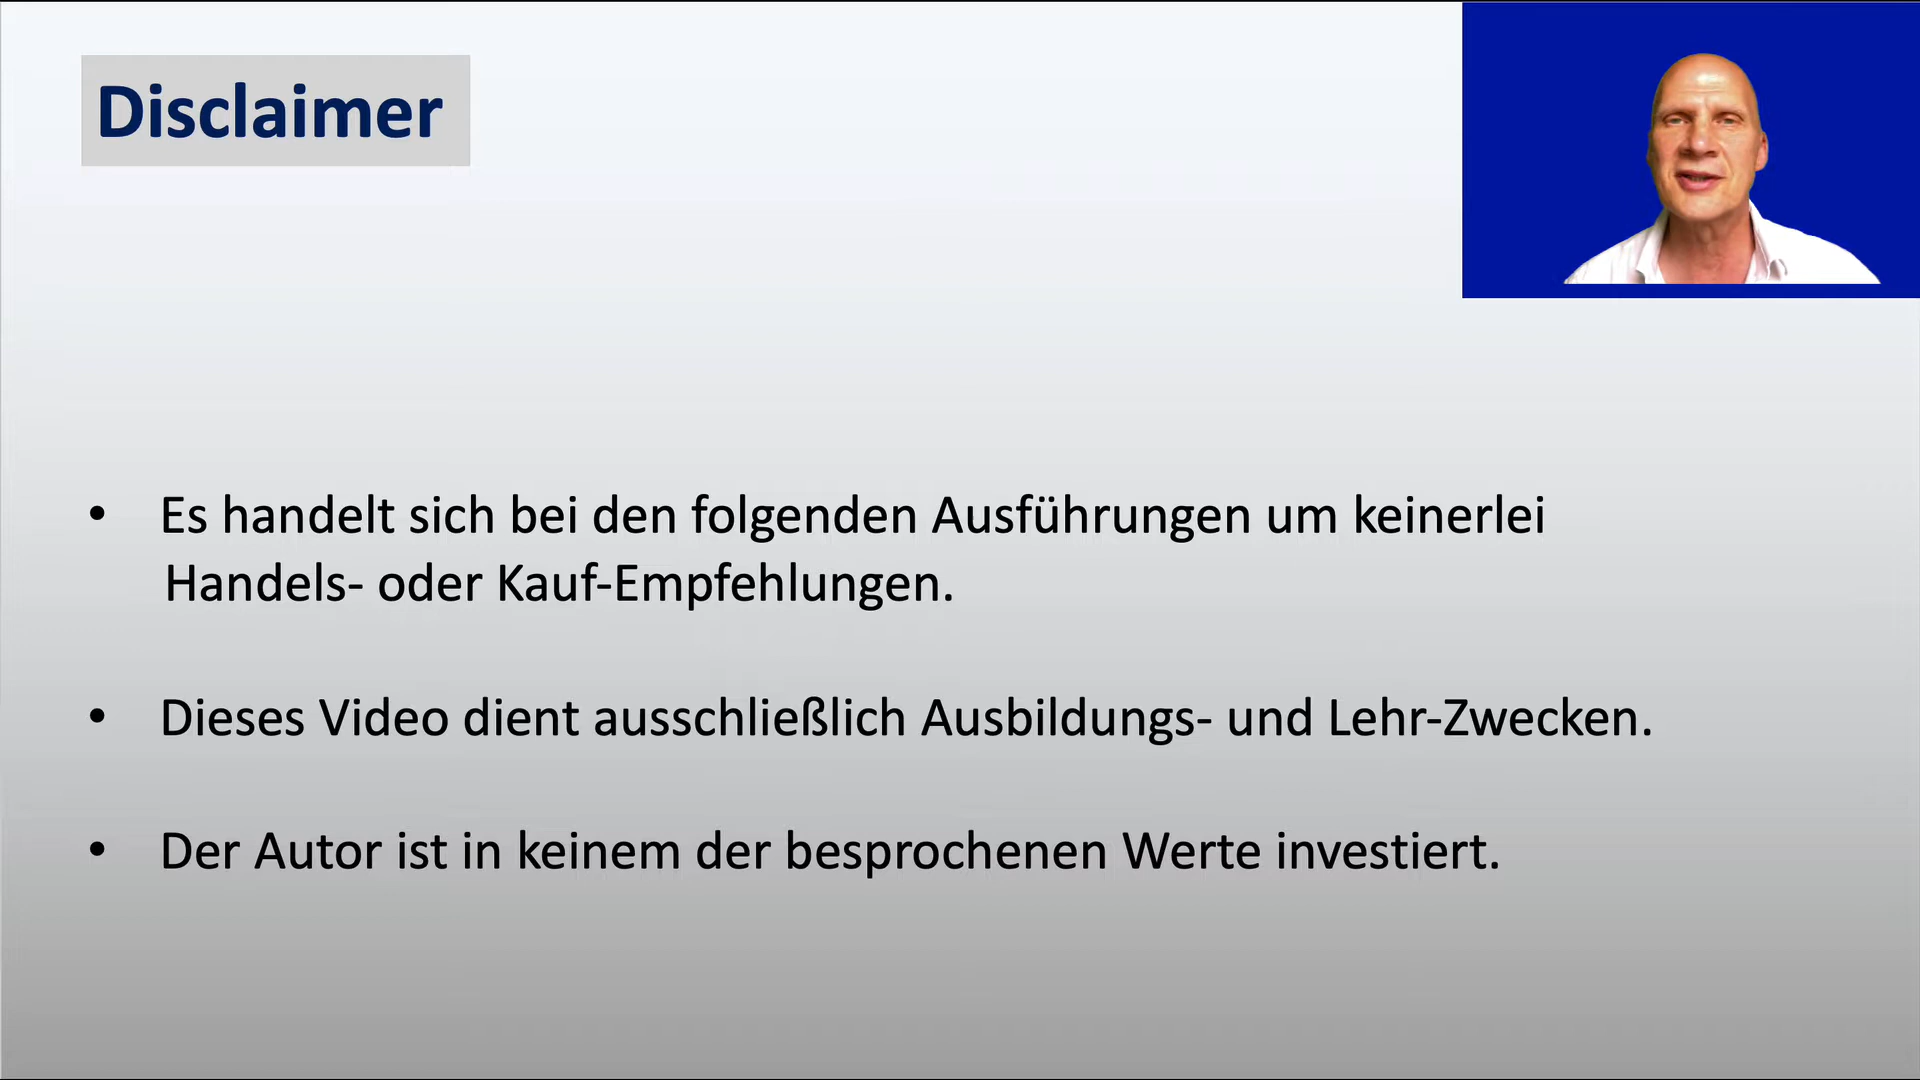 Disclaimer
• Es handelt sich bei den folgenden Ausführungen um keinerlei
Handels- oder Kauf-Empfehlungen.
• Dieses Video dient ausschließlich Ausbildungs- und Lehr-Zwecken.
• Der Autor ist in keinem der besprochenen Werte investiert.